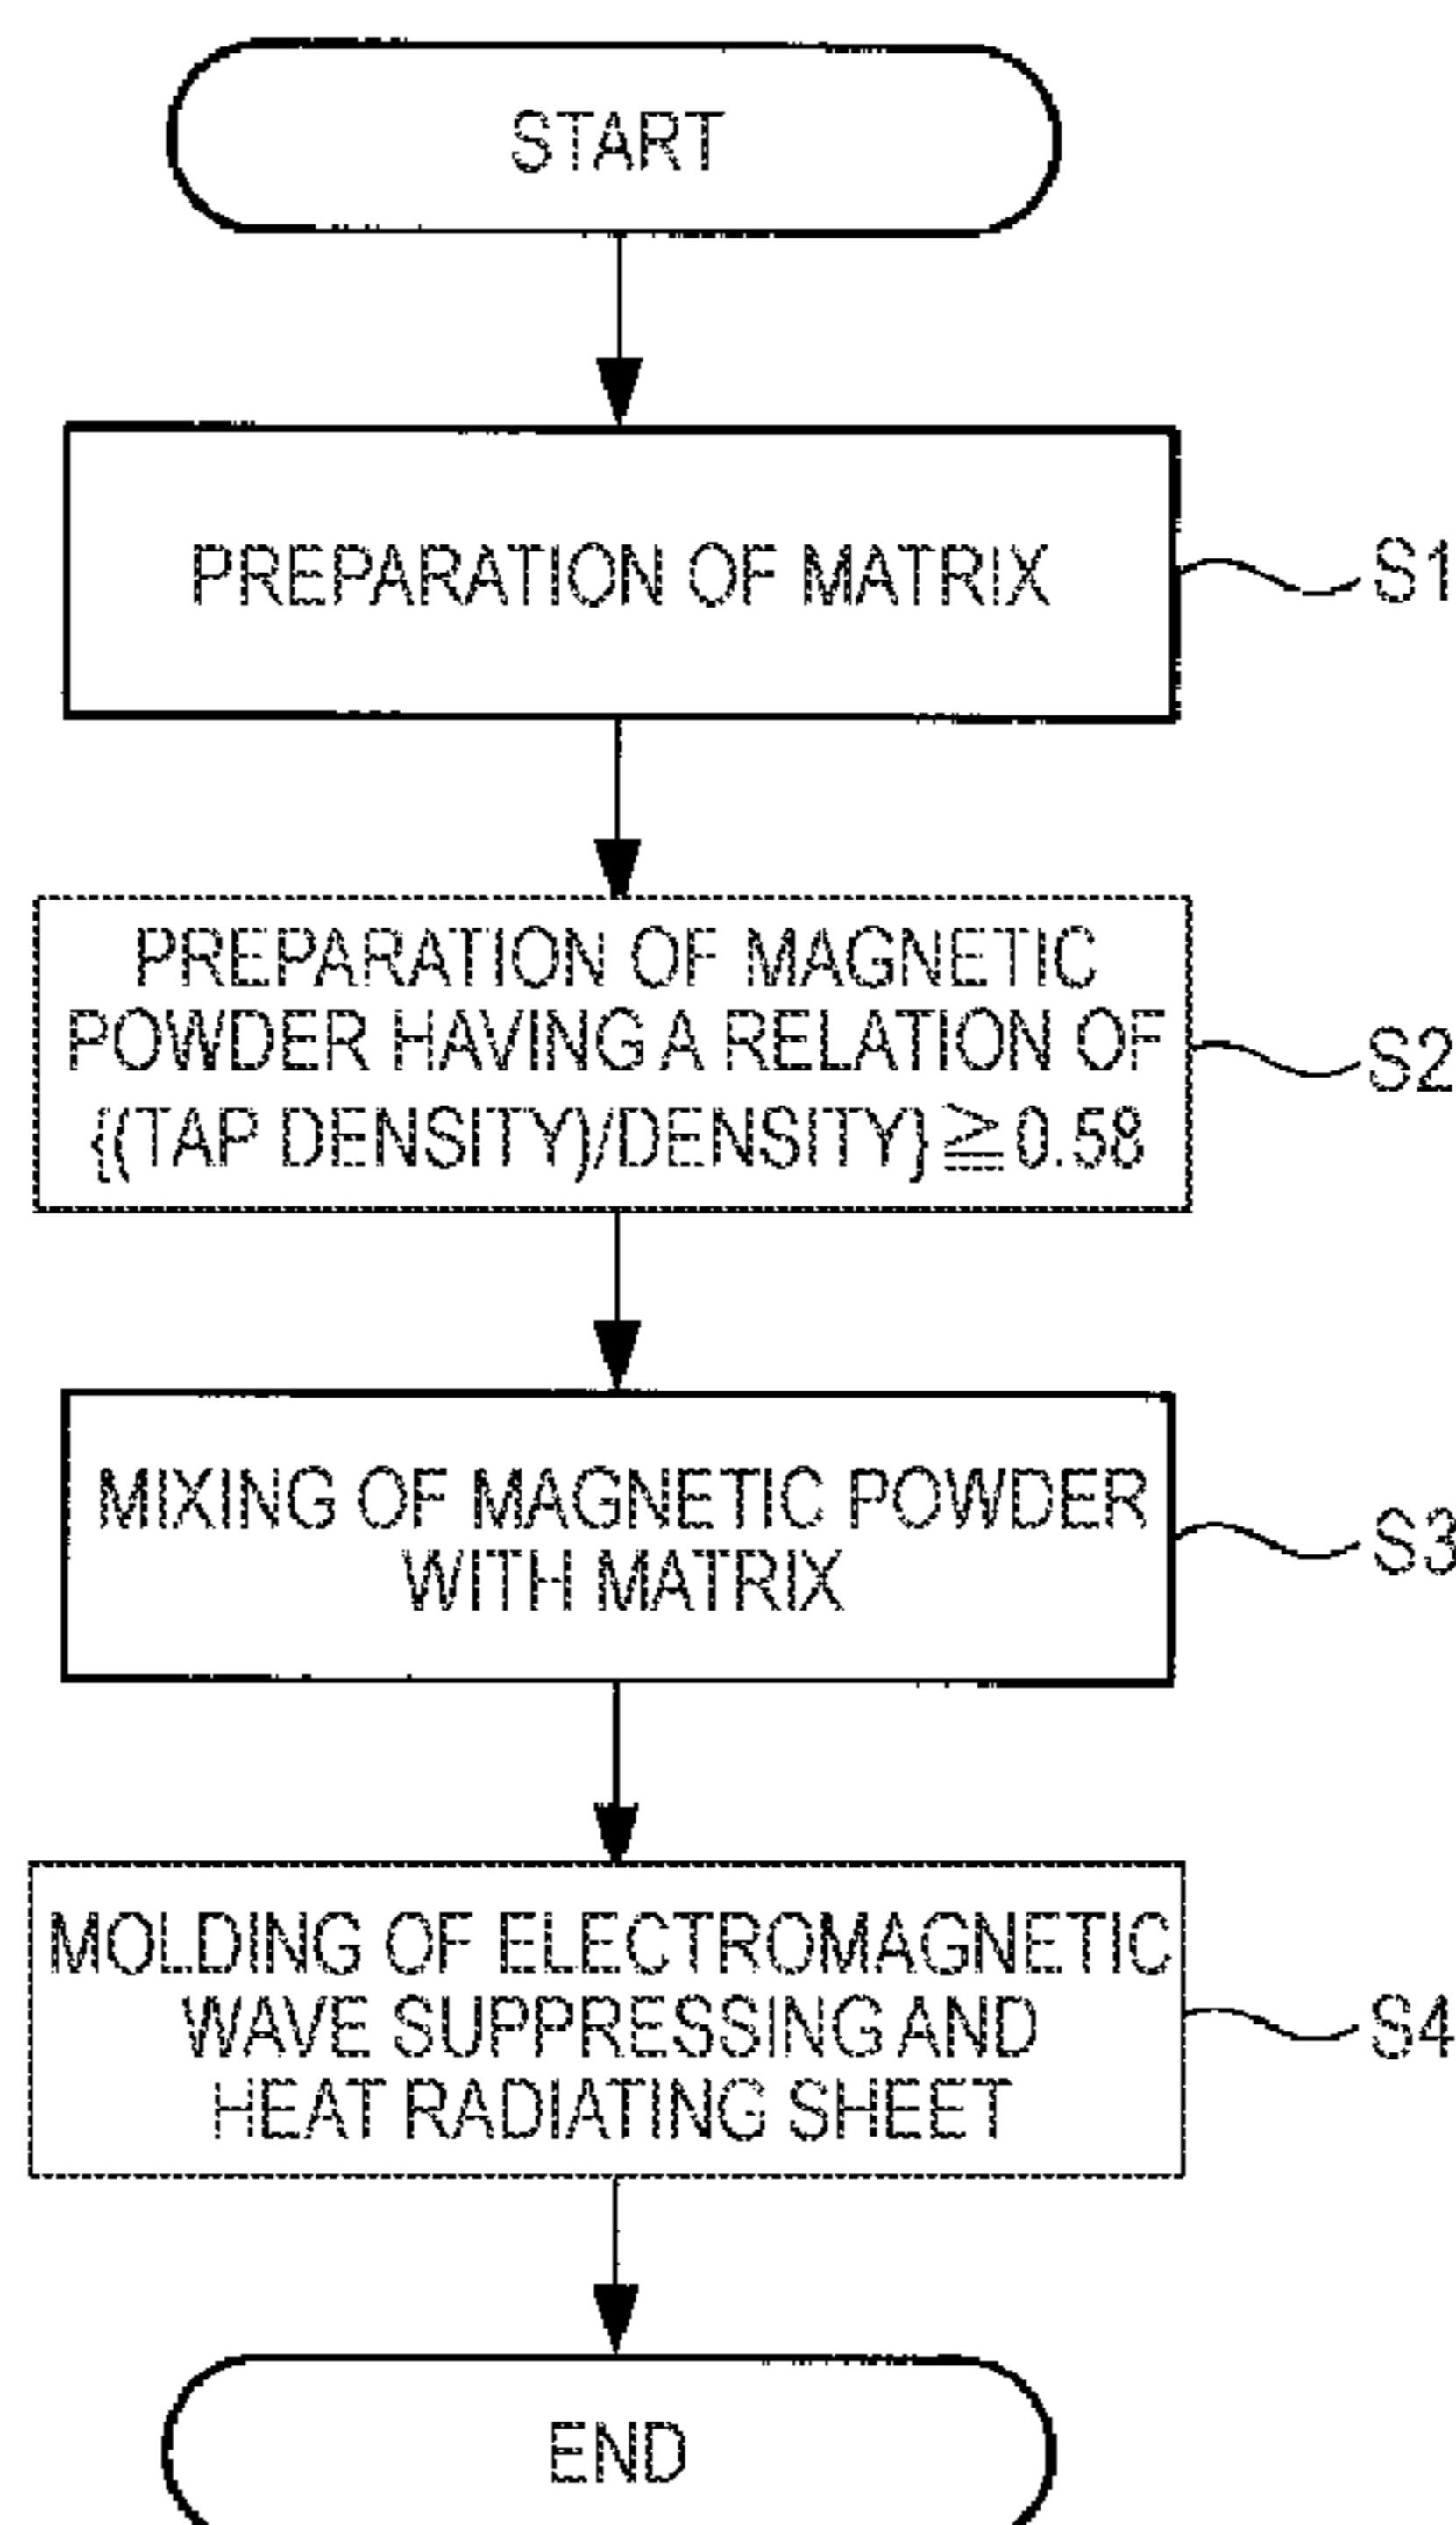 START
PREPARATION OF MATRIX
S1
PREPARATION OF MAGNETIC
POWDER HAVING A RELATION OF
{(TAP DENSITY)/DENSITY} ≧ 0.58
S2
MIXING OF MAGNETIC POWDER
WITH MATRIX
S3
MOLDING OF ELECTROMAGNETIC
WAVE SUPPRESSING AND
HEAT RADIATING SHEET
S4
END